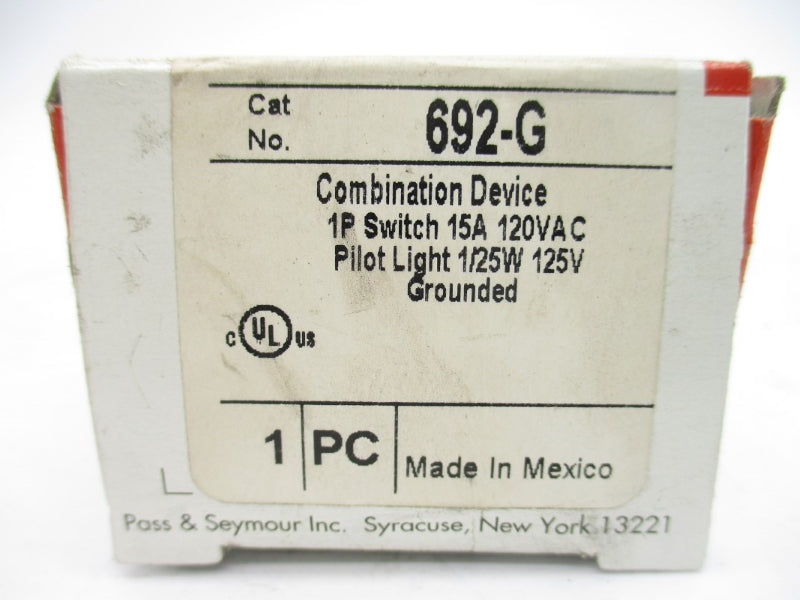 Cat No. 692-G
Combination Device
1P Switch 15A 120VAC
Pilot Light 1/25W 125V
Grounded
c UL us
1 PC Made In Mexico
Pass & Seymour Inc. Syracuse, New York 13221